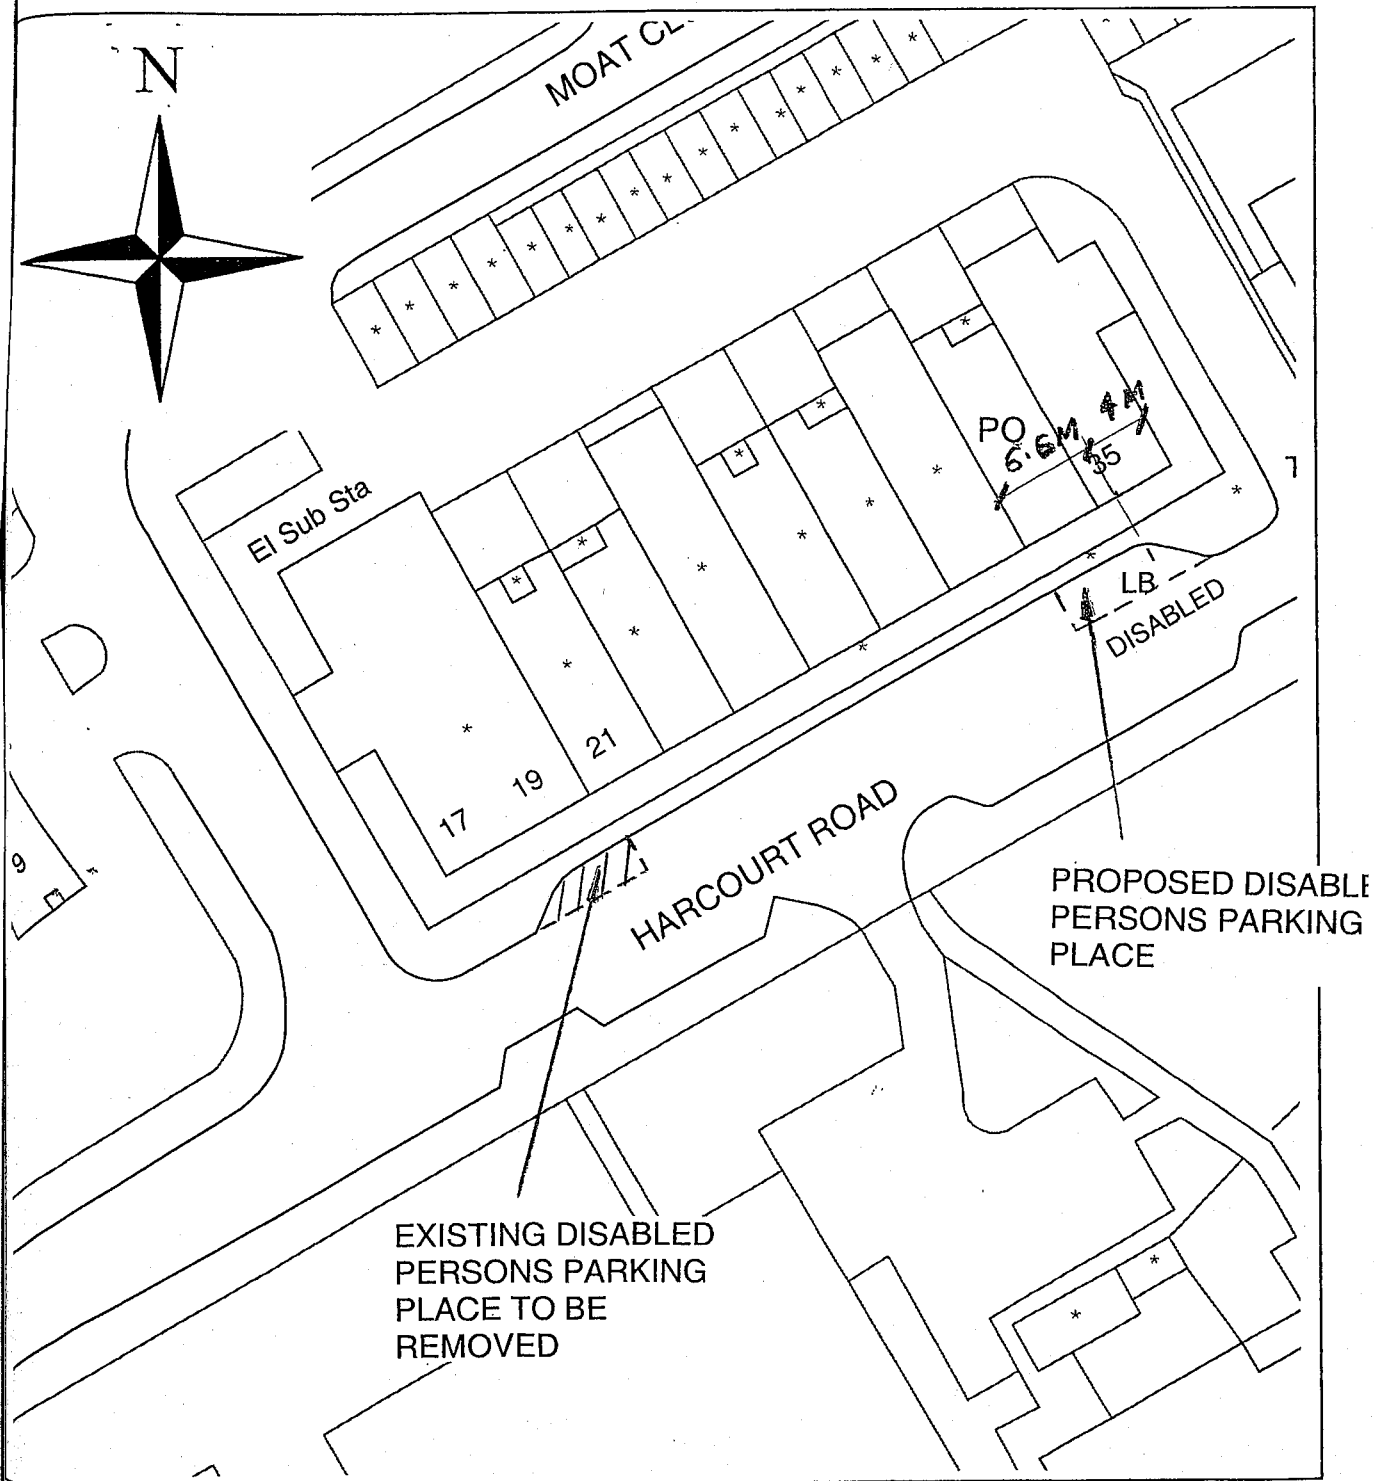 N
MOAT CL
El Sub Sta
PO
6.6M
4M
35
LB
DISABLED
17
19
21
HARCOURT ROAD
9
PROPOSED DISABLE
PERSONS PARKING
PLACE
EXISTING DISABLED
PERSONS PARKING
PLACE TO BE
REMOVED